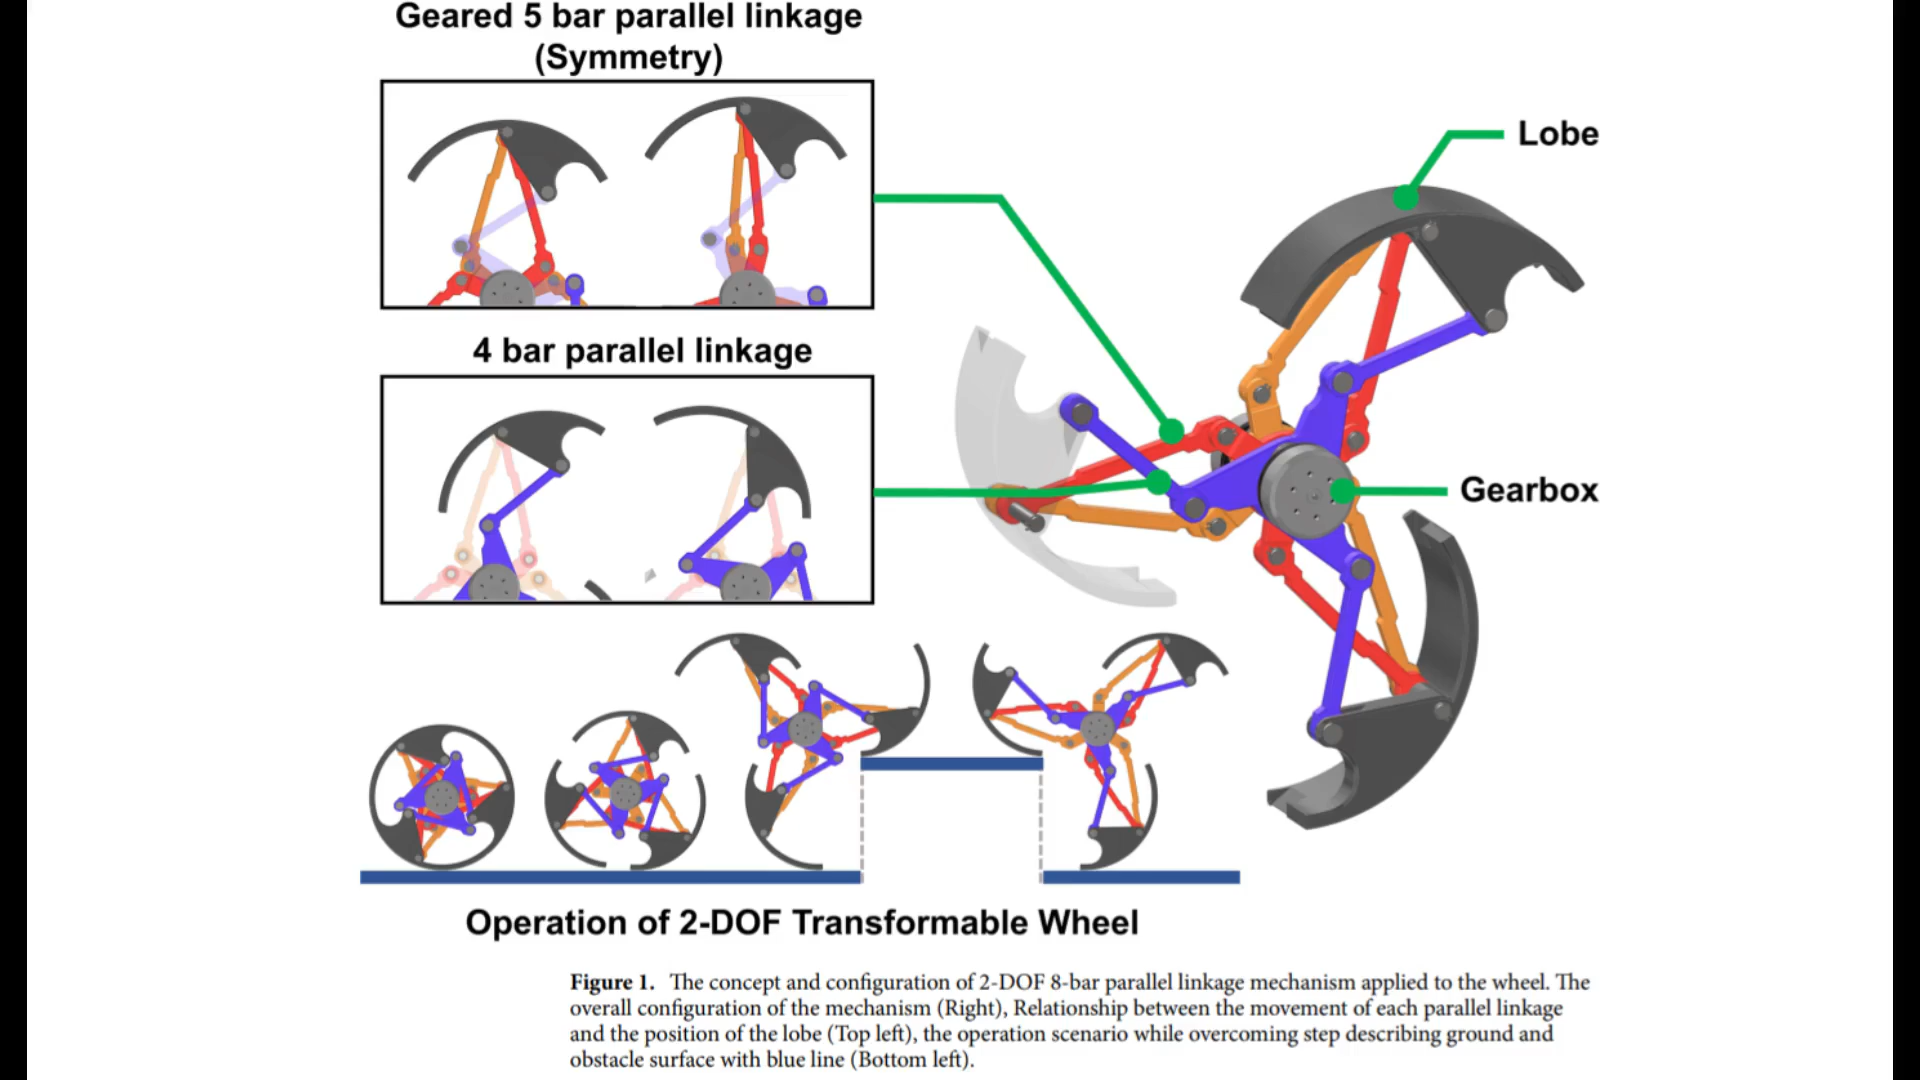 Geared 5 bar parallel linkage
(Symmetry)
Lobe
4 bar parallel linkage
Gearbox
Operation of 2-DOF Transformable Wheel
Figure 1. The concept and configuration of 2-DOF 8-bar parallel linkage mechanism applied to the wheel. The
overall configuration of the mechanism (Right), Relationship between the movement of each parallel linkage
and the position of the lobe (Top left), the operation scenario while overcoming step describing ground and
obstacle surface with blue line (Bottom left).